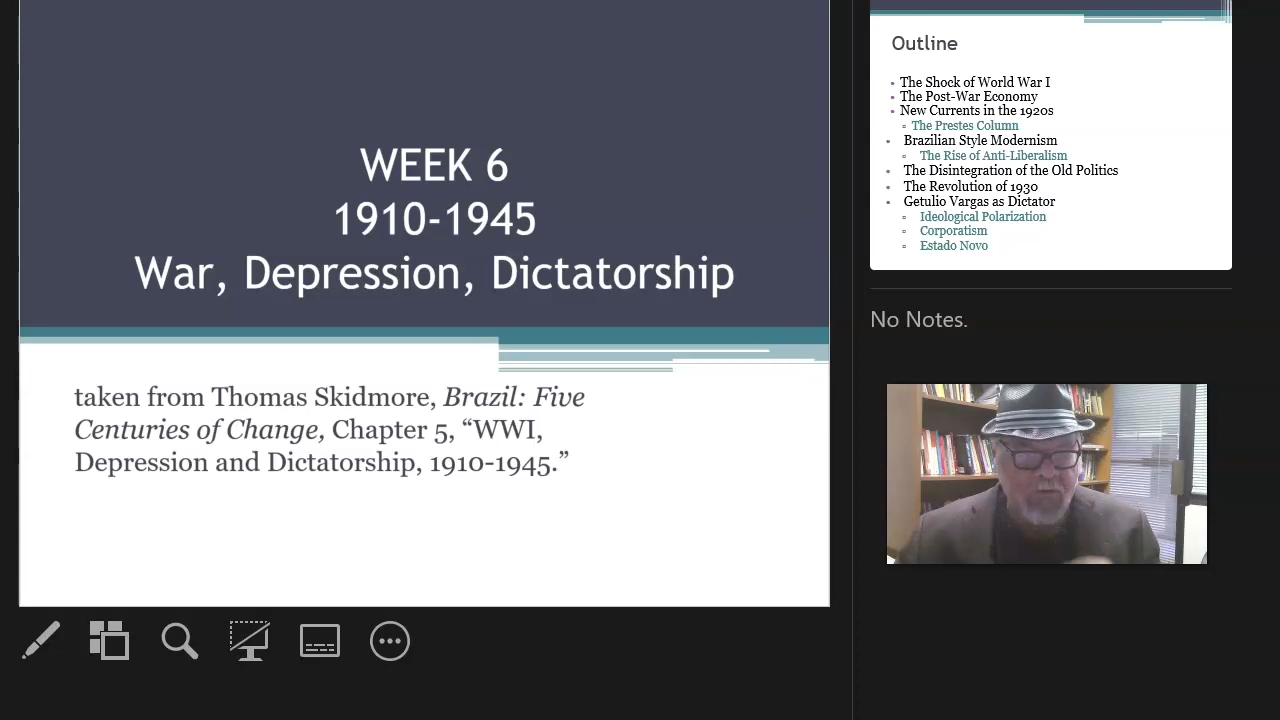 WEEK 6
1910-1945
War, Depression, Dictatorship
taken from Thomas Skidmore, Brazil: Five
Centuries of Change, Chapter 5, “WWI,
Depression and Dictatorship, 1910-1945.”
Outline
The Shock of World War I
The Post-War Economy
New Currents in the 1920s
The Prestes Column
Brazilian Style Modernism
The Rise of Anti-Liberalism
The Disintegration of the Old Politics
The Revolution of 1930
Getulio Vargas as Dictator
Ideological Polarization
Corporatism
Estado Novo
No Notes.